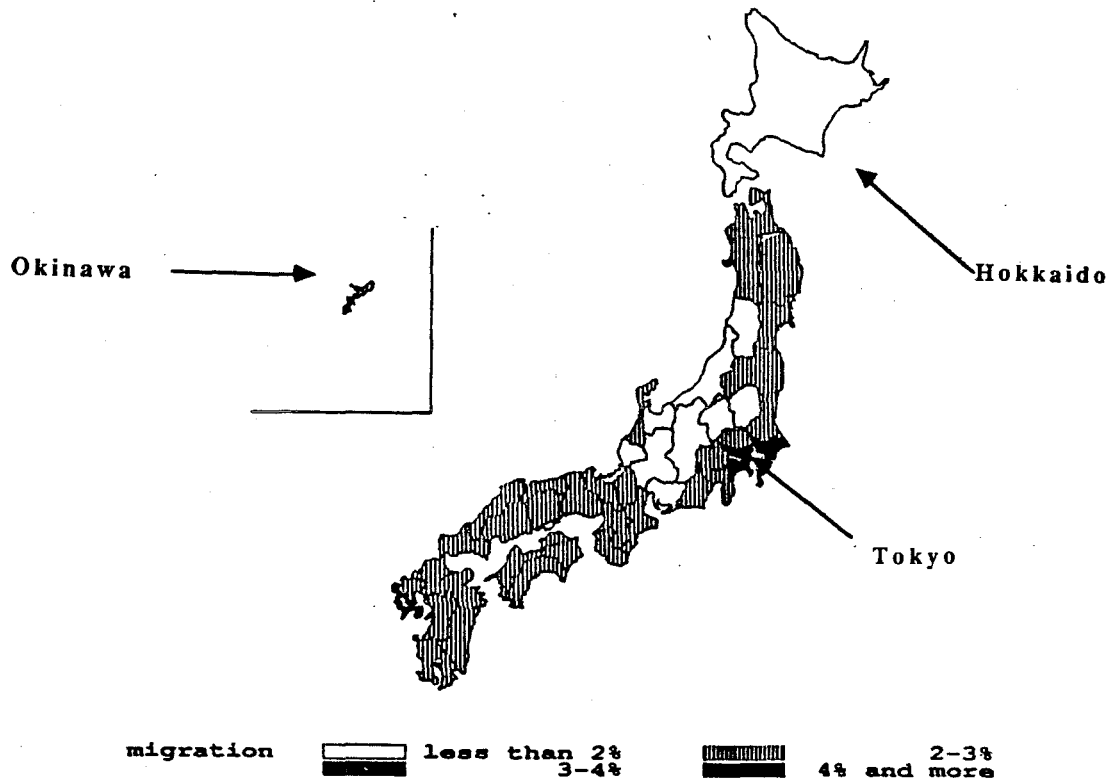 Okinawa
Hokkaido
Tokyo
migration less than 2% 2-3%
3-4% 4% and more